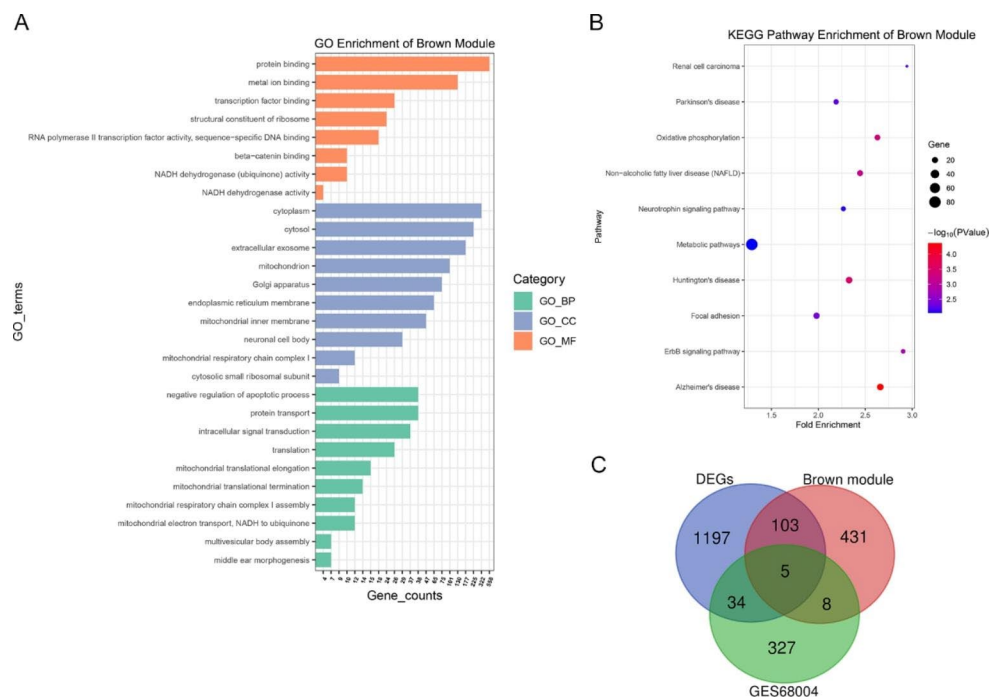 A
GO Enrichment of Brown Module
GO_terms
protein binding
metal ion binding
transcription factor binding
structural constituent of ribosome
RNA polymerase II transcription factor activity, sequence-specific DNA binding
beta-catenin binding
NADH dehydrogenase (ubiquinone) activity
NADH dehydrogenase activity
cytoplasm
cytosol
extracellular exosome
mitochondrion
Golgi apparatus
endoplasmic reticulum membrane
mitochondrial inner membrane
neuronal cell body
mitochondrial respiratory chain complex I
cytosolic small ribosomal subunit
negative regulation of apoptotic process
protein transport
intracellular signal transduction
translation
mitochondrial translational elongation
mitochondrial translational termination
mitochondrial respiratory chain complex I assembly
mitochondrial electron transport, NADH to ubiquinone
multivesicular body assembly
middle ear morphogenesis
Gene_counts
Category
GO_BP
GO_CC
GO_MF
B
KEGG Pathway Enrichment of Brown Module
Pathway
Renal cell carcinoma
Parkinson's disease
Oxidative phosphorylation
Non-alcoholic fatty liver disease (NAFLD)
Neurotrophin signaling pathway
Metabolic pathways
Huntington's disease
Focal adhesion
ErbB signaling pathway
Alzheimer's disease
1.5 2.0 2.5 3.0
Fold Enrichment
Gene
20
40
60
80
-log10(PValue)
4.0
3.5
3.0
2.5
C
DEGs Brown module
1197 103 431
5
34 8
327
GES68004